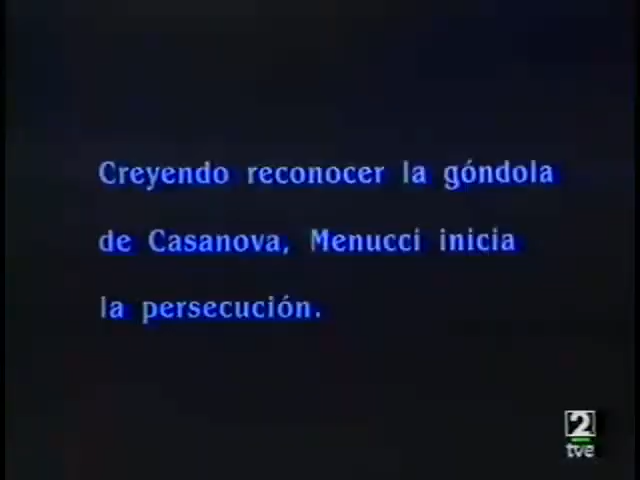 Creyendo reconocer la góndola
de Casanova, Menucci inicia
la persecución.
2
tve